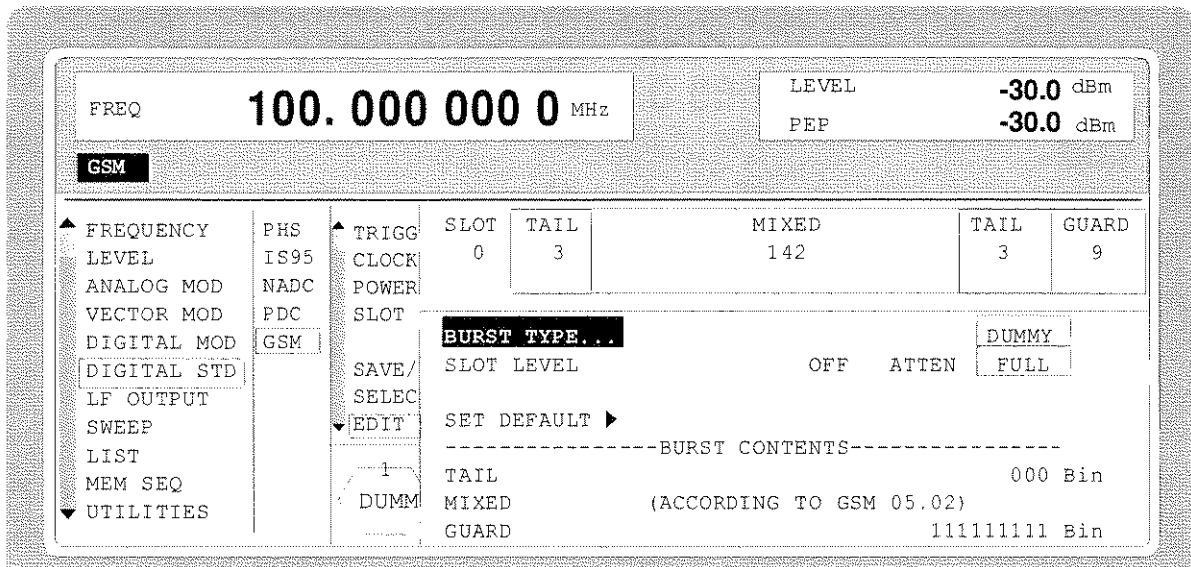 FREQ 100. 000 000 0 MHz
LEVEL -30.0 dBm
PEP -30.0 dBm
GSM
FREQUENCY
LEVEL
ANALOG MOD
VECTOR MOD
DIGITAL MOD
DIGITAL STD
LF OUTPUT
SWEEP
LIST
MEM SEQ
UTILITIES
PHS
IS95
NADC
PDC
GSM
TRIGG
CLOCK
POWER
SLOT
SAVE/
SELEC
EDIT
1
DUMM
SLOT TAIL MIXED TAIL GUARD
0 3 142 3 9
BURST TYPE... DUMMY
SLOT LEVEL OFF ATTEN FULL
SET DEFAULT ▶
----------------BURST CONTENTS----------------
TAIL 000 Bin
MIXED (ACCORDING TO GSM 05.02)
GUARD 111111111 Bin